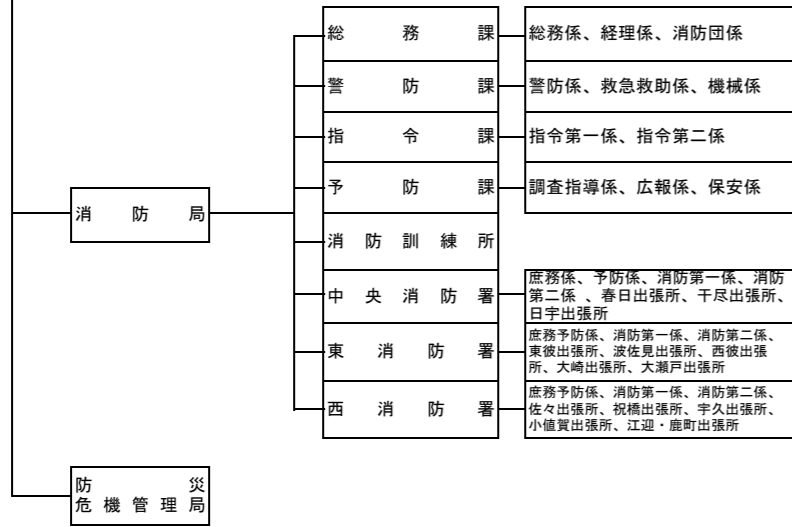 総務課
総務係、経理係、消防団係
警防課
警防係、救急救助係、機械係
指令課
指令第一係、指令第二係
予防課
調査指導係、広報係、保安係
消防局
消防訓練所
中央消防署
庶務係、予防係、消防第一係、消防
第二係 、春日出張所、干尽出張所、
日宇出張所
東消防署
庶務予防係、消防第一係、消防第二係、
東彼出張所、波佐見出張所、西彼出張
所、大崎出張所、大瀬戸出張所
西消防署
庶務予防係、消防第一係、消防第二係、
佐々出張所、祝橋出張所、宇久出張所、
小値賀出張所、江迎・鹿町出張所
防災
危機管理局